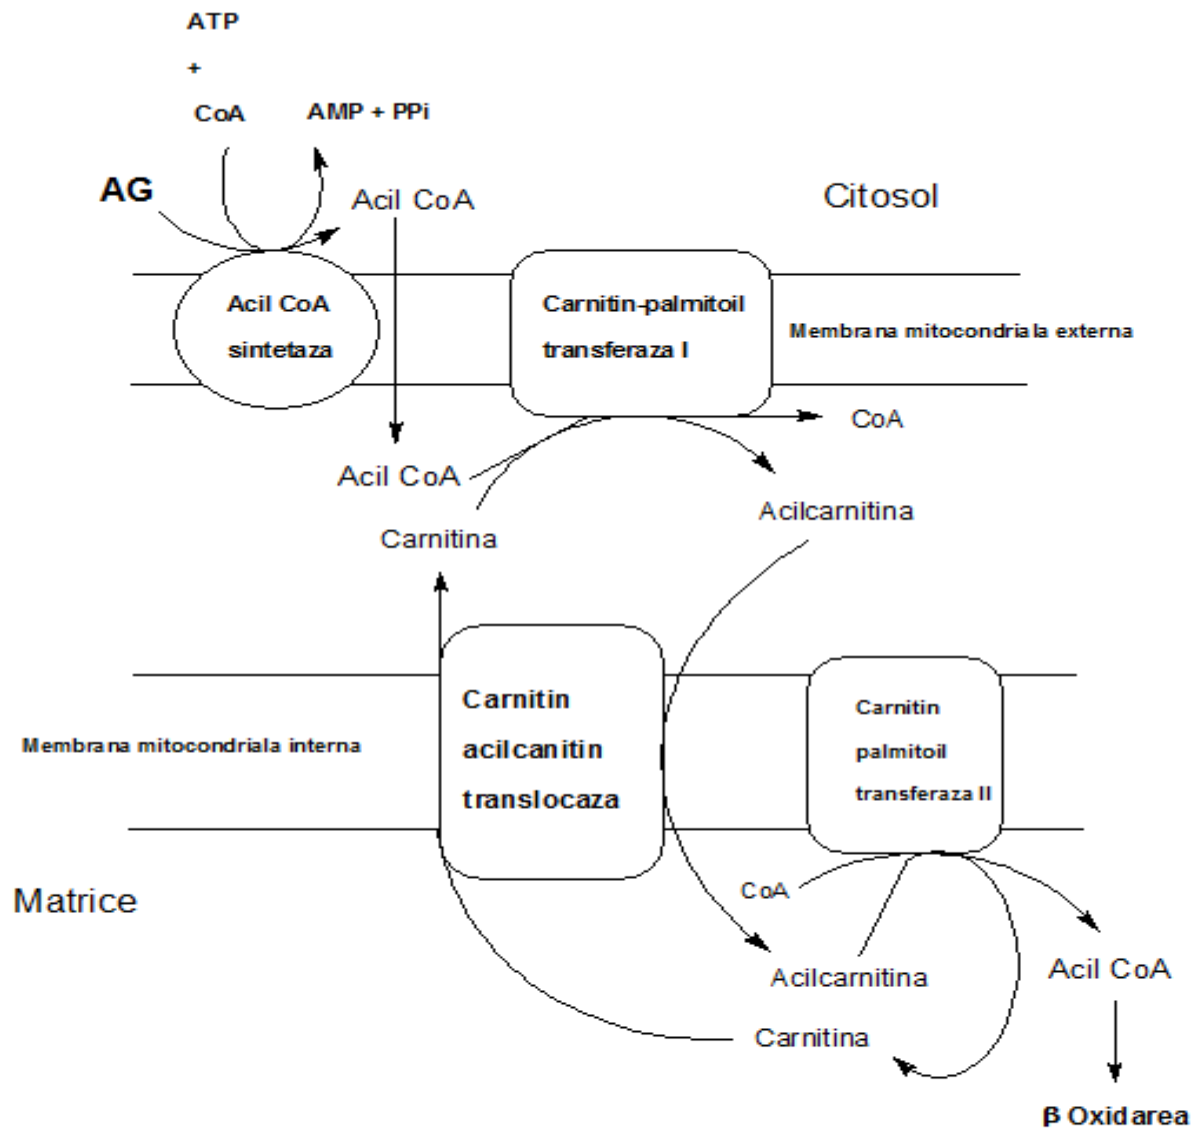 ATP
+
CoA
AMP + PPi
AG
Acil CoA
Citosol
Acil CoA
sintetaza
Carnitin-palmitoil
transferaza I
Membrana mitocondriala externa
CoA
Acil CoA
Acilcarnitina
Carnitina
Carnitin
acilcanitin
translocaza
Membrana mitocondriala interna
Carnitin
palmitoil
transferaza II
Matrice
CoA
Acilcarnitina
Acil CoA
Carnitina
β Oxidarea